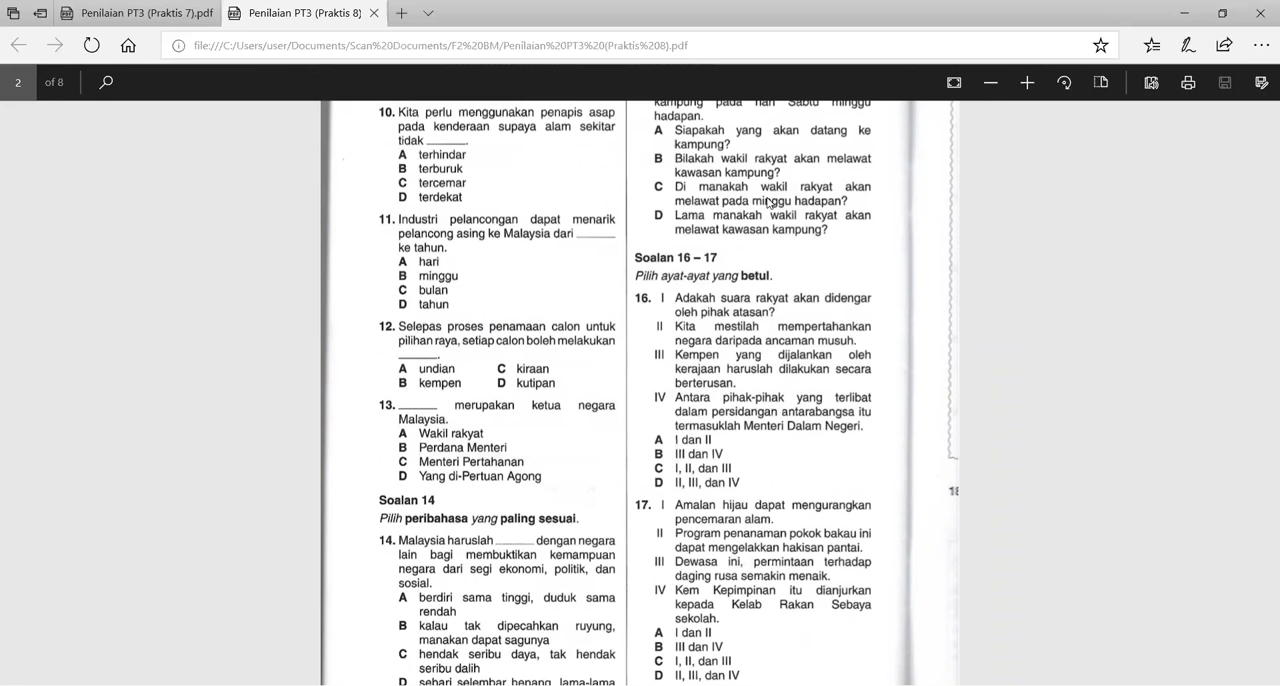 Penilaian PT3 (Praktis 7).pdf
Penilaian PT3 (Praktis 8)
file:///C:/Users/user/Documents/Scan%20Documents/F2%20BM/Penilaian%20PT3%20(Praktis%208).pdf
2 of 8
10. Kita perlu menggunakan penapis asap
pada kenderaan supaya alam sekitar
tidak ______.
A terhindar
B terburuk
C tercemar
D terdekat
11. Industri pelancongan dapat menarik
pelancong asing ke Malaysia dari ______
ke tahun.
A hari
B minggu
C bulan
D tahun
12. Selepas proses penamaan calon untuk
pilihan raya, setiap calon boleh melakukan
______.
A undian C kiraan
B kempen D kutipan
13. ______ merupakan ketua negara
Malaysia.
A Wakil rakyat
B Perdana Menteri
C Menteri Pertahanan
D Yang di-Pertuan Agong
Soalan 14
Pilih peribahasa yang paling sesuai.
14. Malaysia haruslah ______ dengan negara
lain bagi membuktikan kemampuan
negara dari segi ekonomi, politik, dan
sosial.
A berdiri sama tinggi, duduk sama
rendah
B kalau tak dipecahkan ruyung,
manakan dapat sagunya
C hendak seribu daya, tak hendak
seribu dalih
D sehari selembar benang, lama-lama
kampung pada hari Sabtu minggu
hadapan.
A Siapakah yang akan datang ke
kampung?
B Bilakah wakil rakyat akan melawat
kawasan kampung?
C Di manakah wakil rakyat akan
melawat pada minggu hadapan?
D Lama manakah wakil rakyat akan
melawat kawasan kampung?
Soalan 16 – 17
Pilih ayat-ayat yang betul.
16. I Adakah suara rakyat akan didengar
oleh pihak atasan?
II Kita mestilah mempertahankan
negara daripada ancaman musuh.
III Kempen yang dijalankan oleh
kerajaan haruslah dilakukan secara
berterusan.
IV Antara pihak-pihak yang terlibat
dalam persidangan antarabangsa itu
termasuklah Menteri Dalam Negeri.
A I dan II
B III dan IV
C I, II, dan III
D II, III, dan IV
17. I Amalan hijau dapat mengurangkan
pencemaran alam.
II Program penanaman pokok bakau ini
dapat mengelakkan hakisan pantai.
III Dewasa ini, permintaan terhadap
daging rusa semakin menaik.
IV Kem Kepimpinan itu dianjurkan
kepada Kelab Rakan Sebaya
sekolah.
A I dan II
B III dan IV
C I, II, dan III
D II, III, dan IV